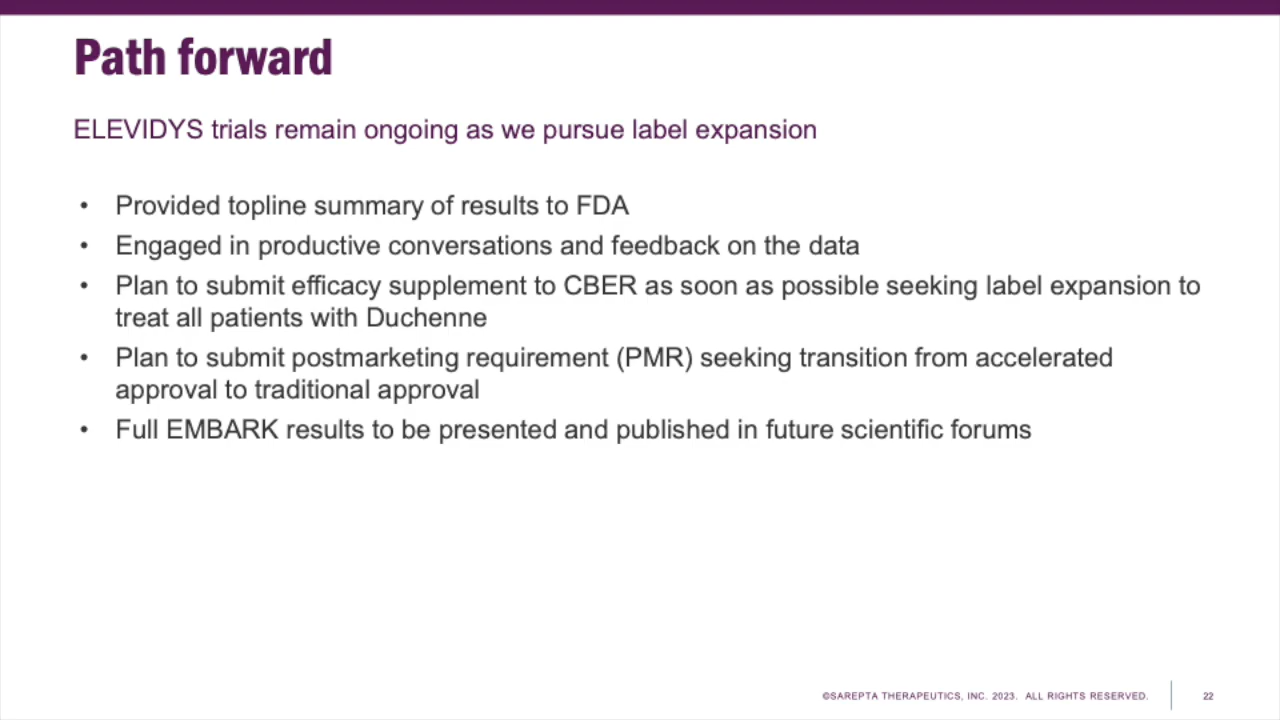 Path forward
ELEVIDYS trials remain ongoing as we pursue label expansion
• Provided topline summary of results to FDA
• Engaged in productive conversations and feedback on the data
• Plan to submit efficacy supplement to CBER as soon as possible seeking label expansion to
treat all patients with Duchenne
• Plan to submit postmarketing requirement (PMR) seeking transition from accelerated
approval to traditional approval
• Full EMBARK results to be presented and published in future scientific forums
©SAREPTA THERAPEUTICS, INC. 2023. ALL RIGHTS RESERVED. 22